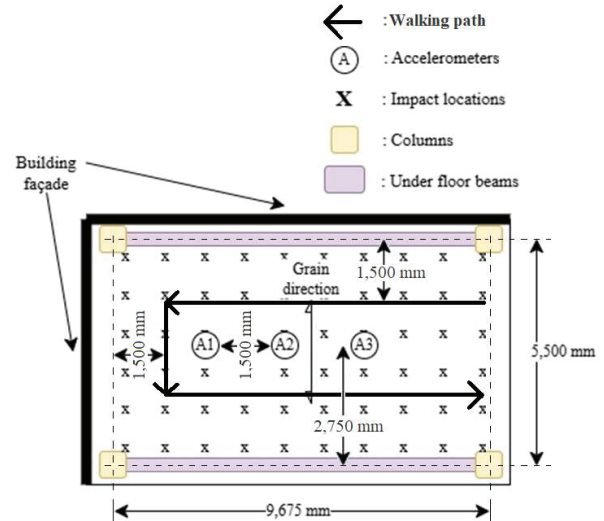 : Walking path
A : Accelerometers
X : Impact locations
: Columns
: Under floor beams
Building
façade
x x x x x x x x x x
Grain
direction
1,500 mm
x x x x x x x x x x
1,500 mm
A1
1,500 mm
A2
A3
5,500 mm
x x x x x x x x x x
2,750 mm
x x x x x x x x x x
9,675 mm